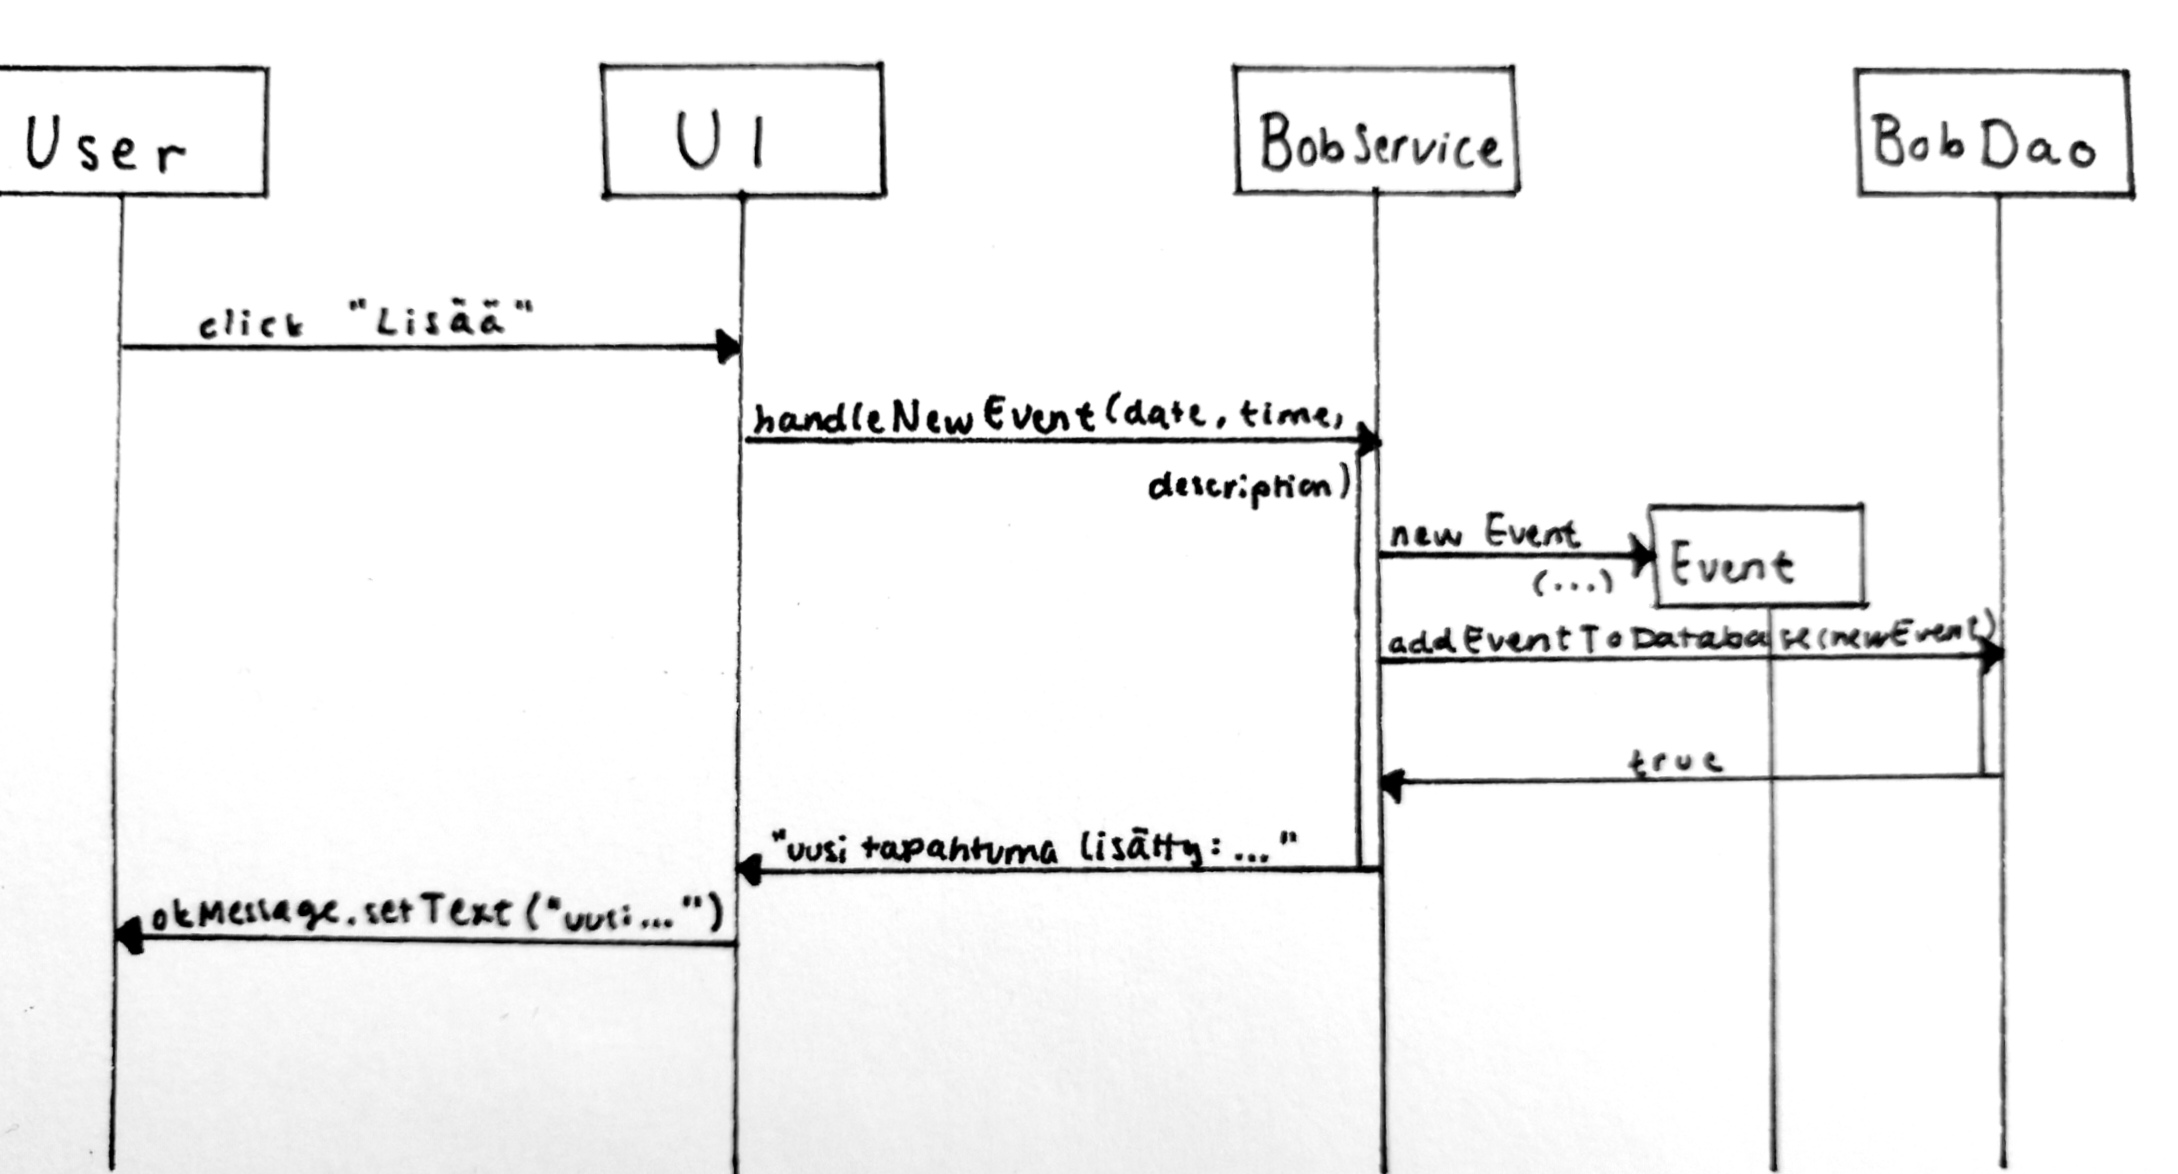 User
UI
BobService
BobDao
click "Lisää"
handleNewEvent(date, time,
description)
new Event
(...)
Event
addEventToDatabase(newEvent)
true
"uusi tapahtuma lisätty: ..."
okMessage.setText("uusi...")